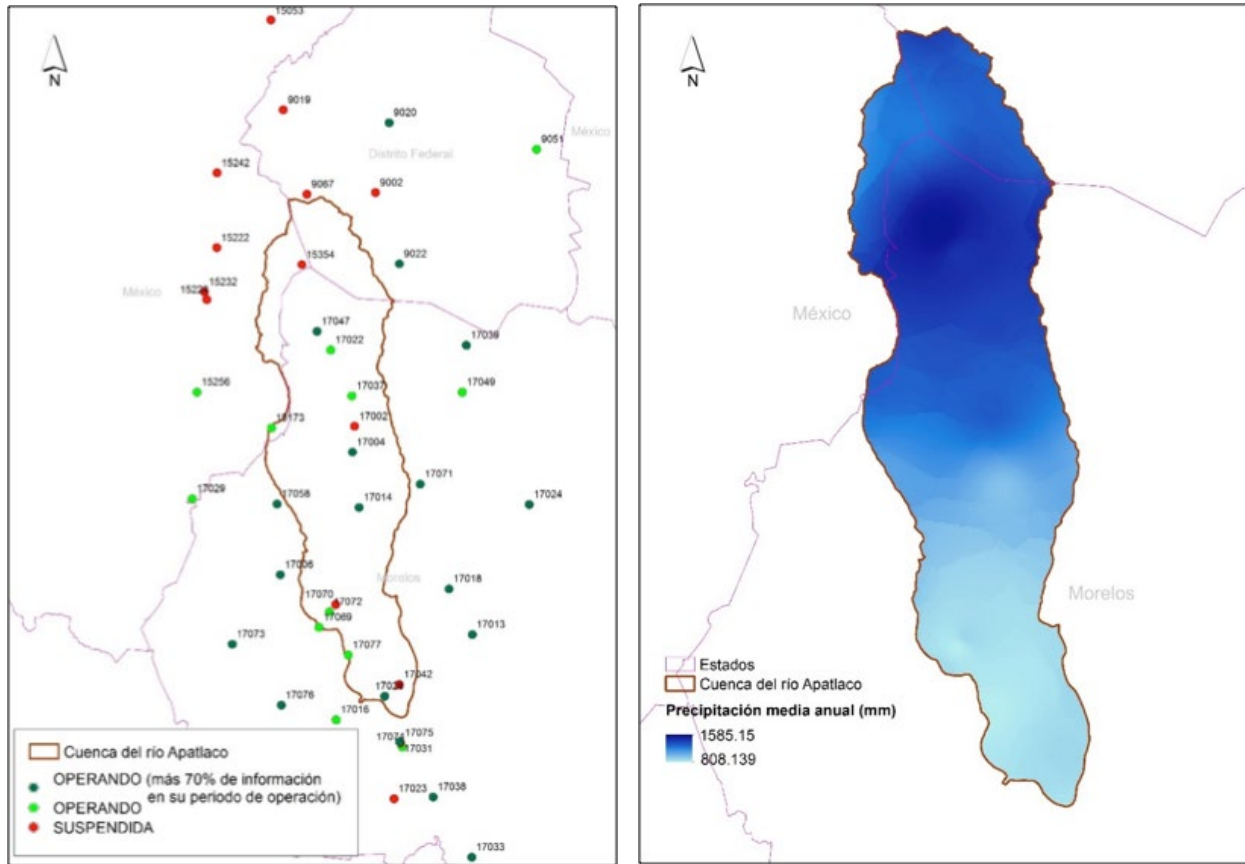 15053
N
9019
9020
México
9051
Distrito Federal
15242
9067
9002
15222
15354
9022
15232
México
17047
17022
17039
15256
17037
17049
17002
17004
17071
17029
17058
17014
17024
17006
Morelos
17018
17070
17072
17069
17013
17073
17077
17042
17076
17016
17075
17074
17031
17023
17038
17033
Cuenca del río Apatlaco
OPERANDO (más 70% de información
en su periodo de operación)
OPERANDO
SUSPENDIDA
N
México
Morelos
Estados
Cuenca del río Apatlaco
Precipitación media anual (mm)
1585.15
808.139